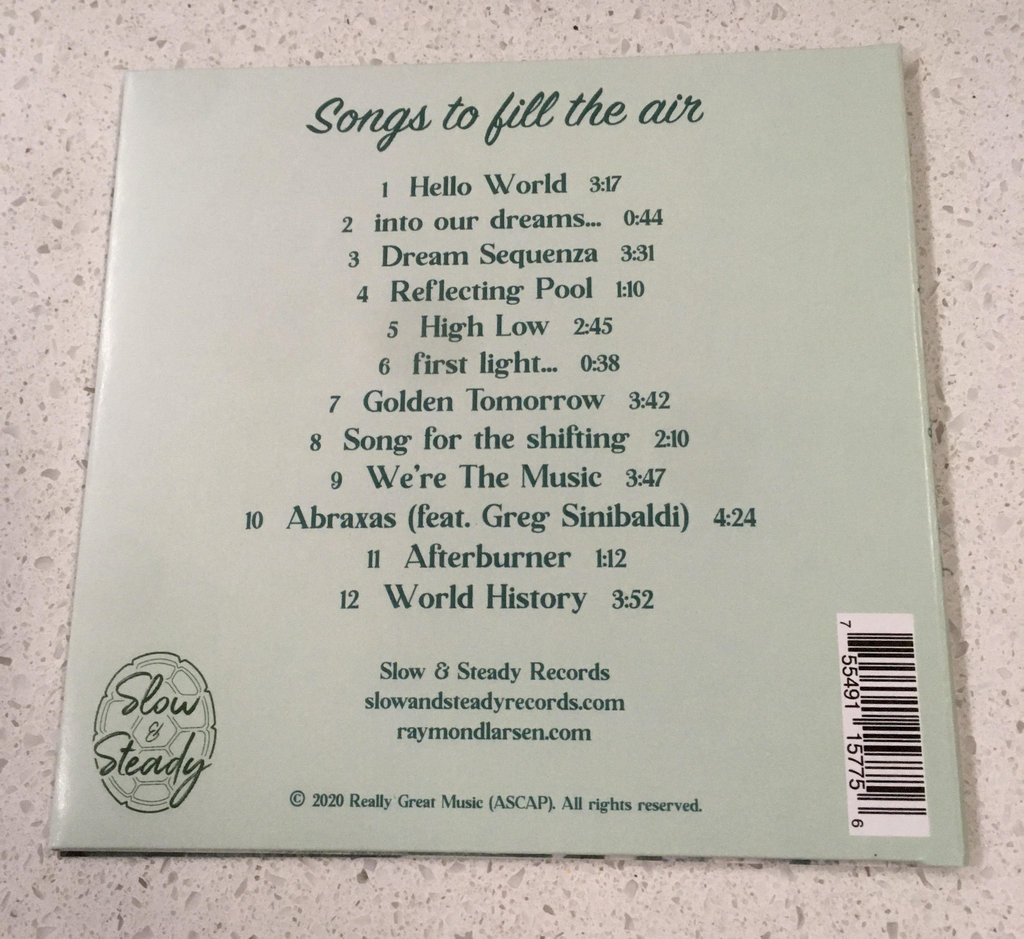 Songs to fill the air
1 Hello World 3:17
2 into our dreams... 0:44
3 Dream Sequenza 3:31
4 Reflecting Pool 1:10
5 High Low 2:45
6 first light... 0:38
7 Golden Tomorrow 3:42
8 Song for the shifting 2:10
9 We're The Music 3:47
10 Abraxas (feat. Greg Sinibaldi) 4:24
11 Afterburner 1:12
12 World History 3:52
Slow & Steady Records
slowandsteadyrecords.com
raymondlarsen.com
© 2020 Really Great Music (ASCAP). All rights reserved.
Slow
&
Steady
7 55491 15775 6